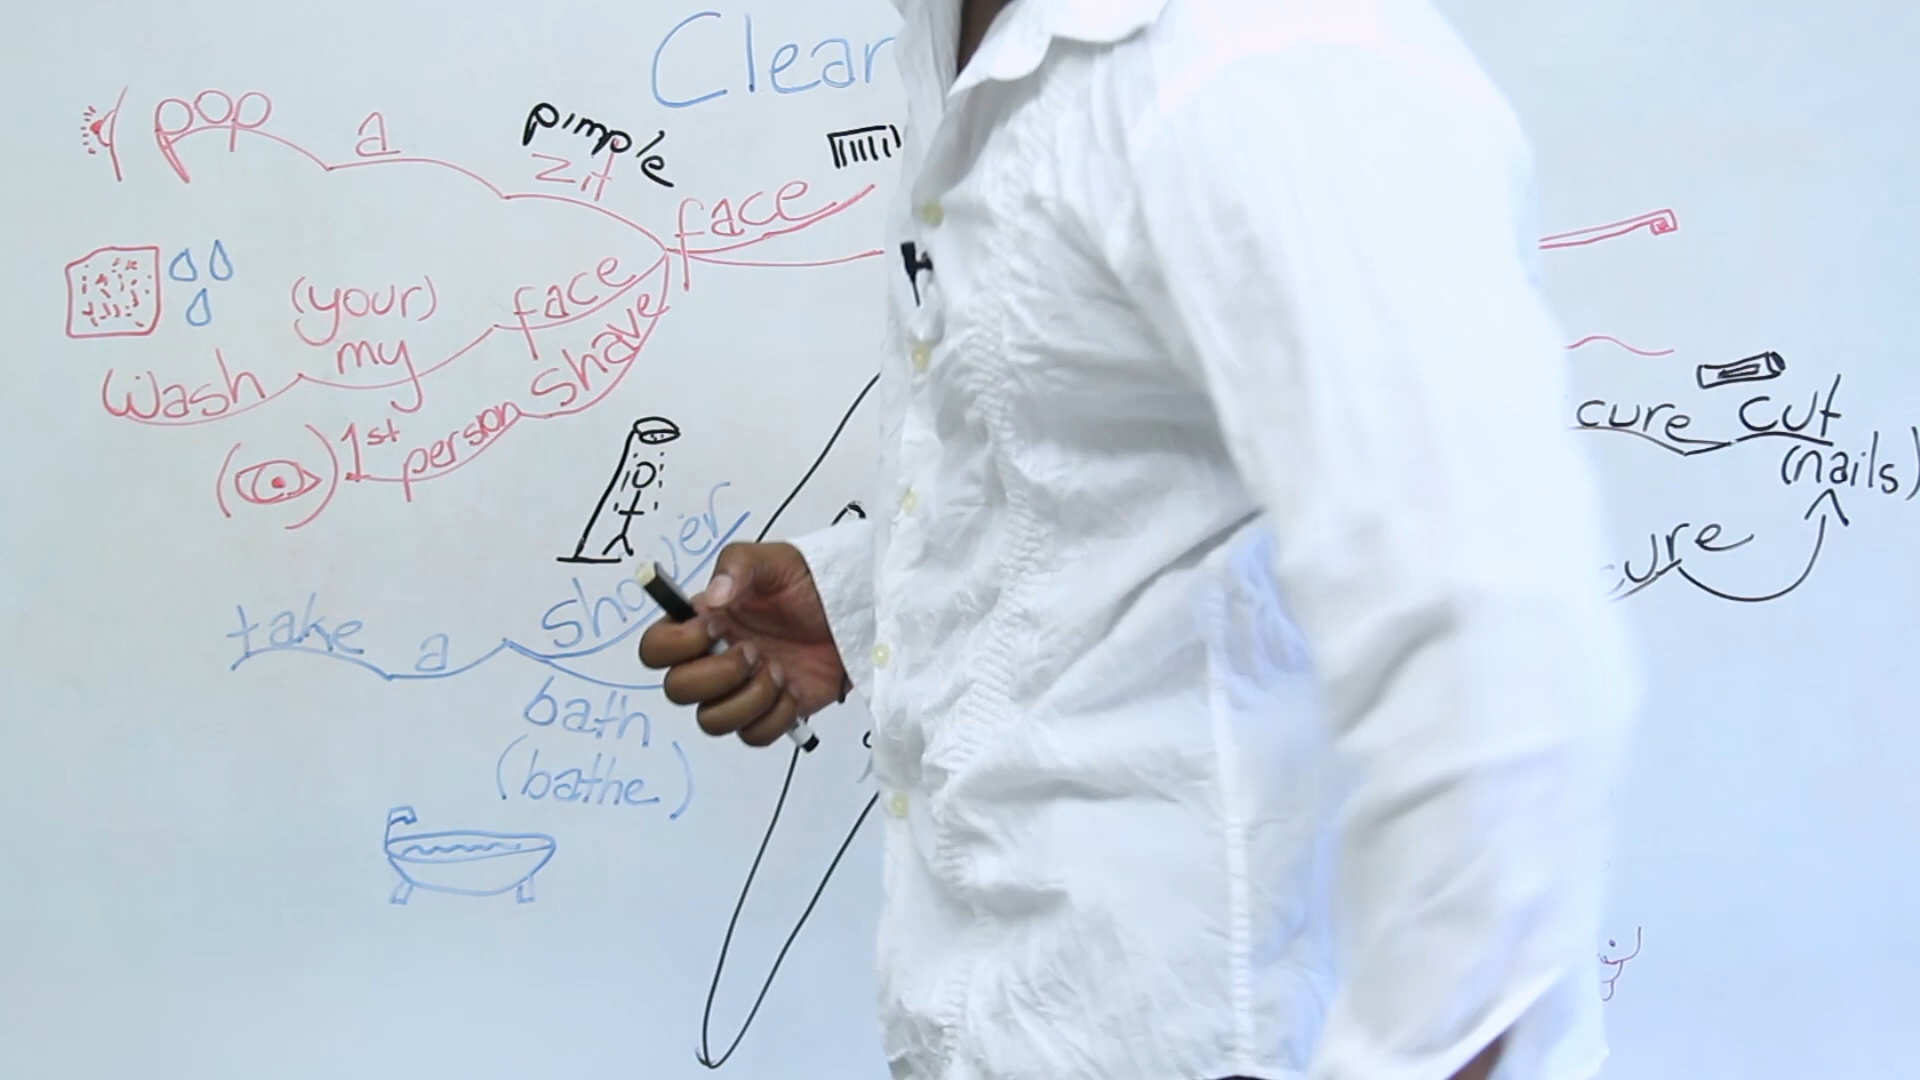 Clean
pop a zit
pimple
face
(your)
wash my face
1st person shave
take a shower
bath
(bathe)
cure cut
(nails)
cure